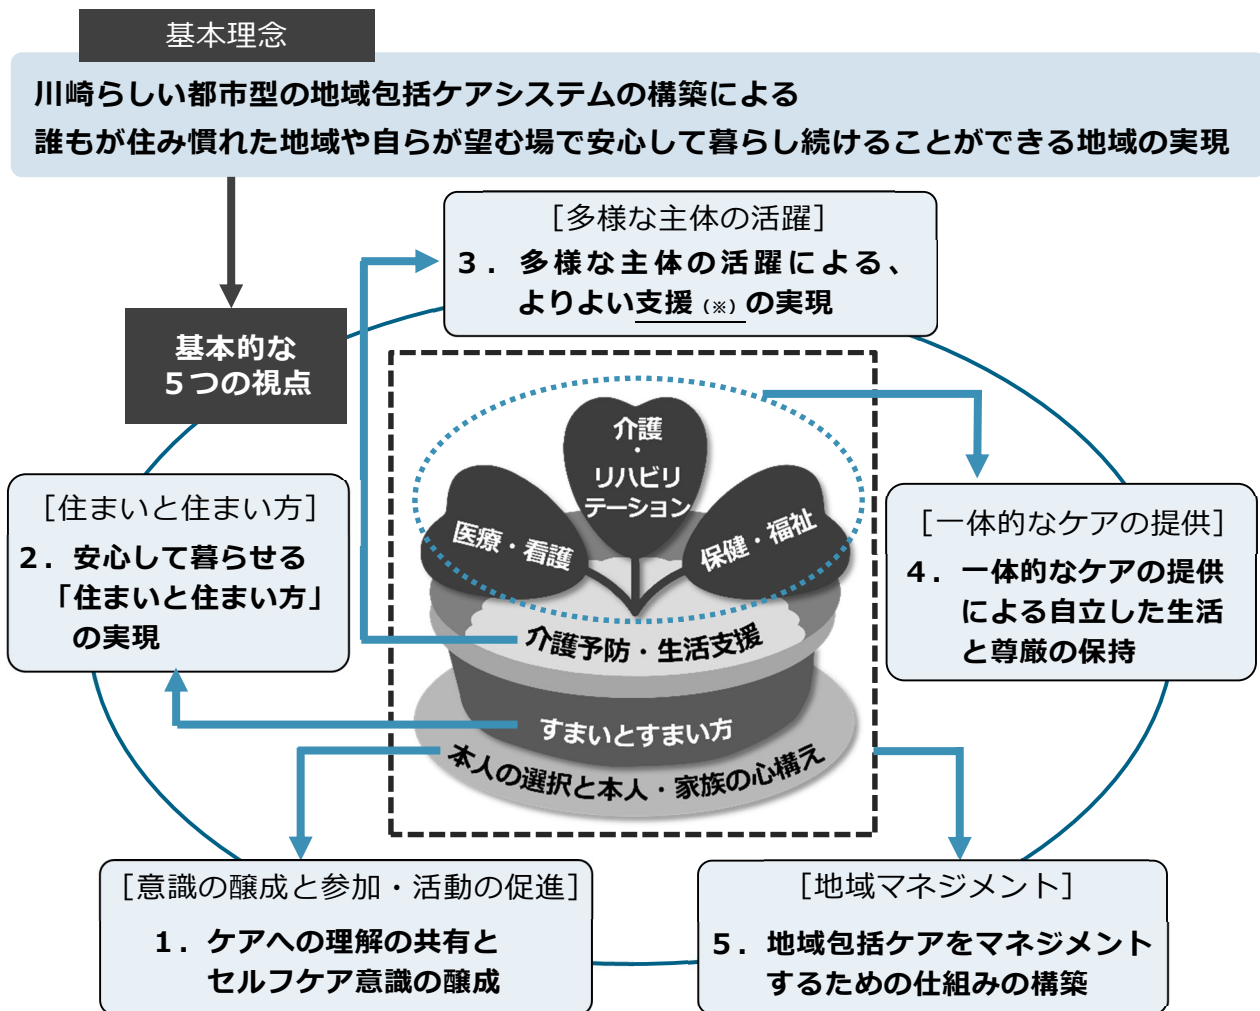 基本理念
川崎らしい都市型の地域包括ケアシステムの構築による
誰もが住み慣れた地域や自らが望む場で安心して暮らし続けることができる地域の実現
[多様な主体の活躍]
３．多様な主体の活躍による、
よりよい支援（※）の実現
基本的な
５つの視点
介護
・
リハビリ
テーション
医療・看護
保健・福祉
介護予防・生活支援
すまいとすまい方
本人の選択と本人・家族の心構え
[住まいと住まい方]
２．安心して暮らせる
「住まいと住まい方」
の実現
[一体的なケアの提供]
４．一体的なケアの提供
による自立した生活
と尊厳の保持
[意識の醸成と参加・活動の促進]
１．ケアへの理解の共有と
セルフケア意識の醸成
[地域マネジメント]
５．地域包括ケアをマネジメント
するための仕組みの構築